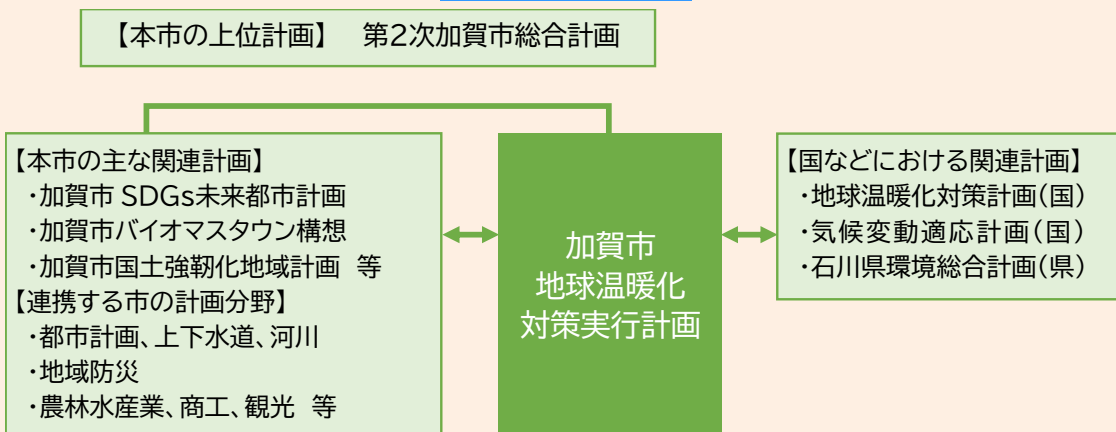 【本市の上位計画】 第2次加賀市総合計画
【本市の主な関連計画】
・加賀市 SDGs未来都市計画
・加賀市バイオマスタウン構想
・加賀市国土強靭化地域計画 等
【連携する市の計画分野】
・都市計画、上下水道、河川
・地域防災
・農林水産業、商工、観光 等
加賀市
地球温暖化
対策実行計画
【国などにおける関連計画】
・地球温暖化対策計画(国)
・気候変動適応計画(国)
・石川県環境総合計画(県)